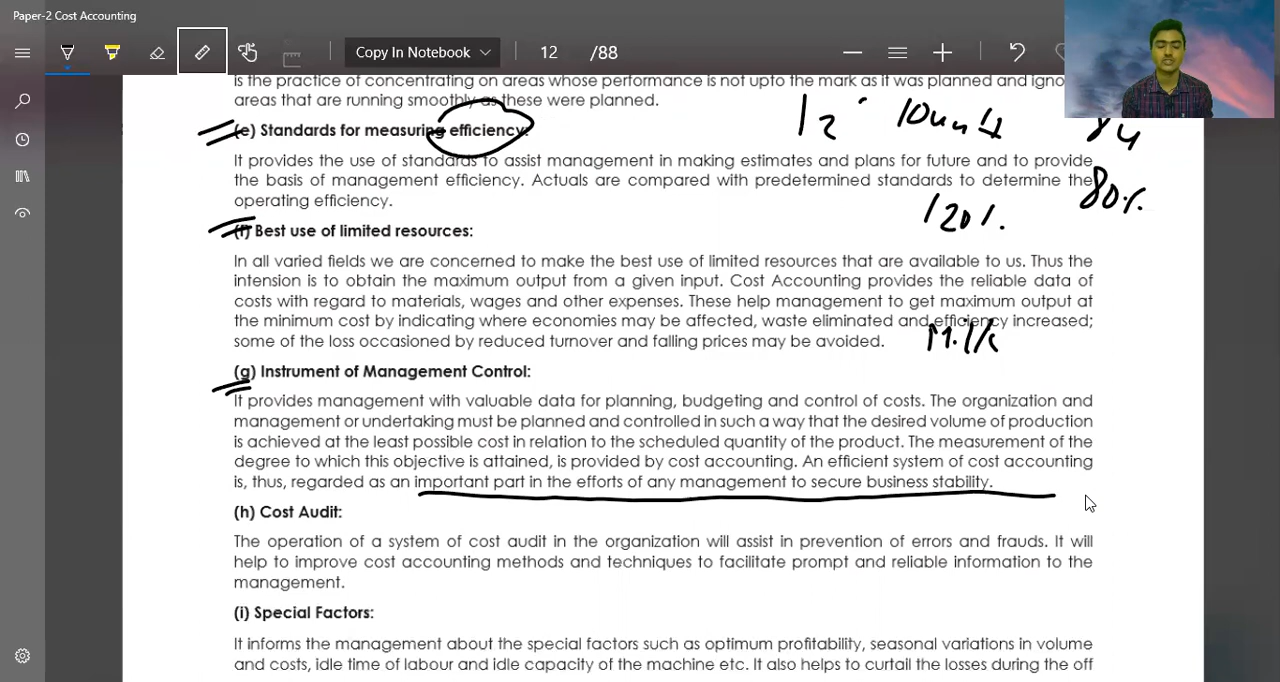 Paper-2 Cost Accounting
Copy In Notebook
12 /88
is the practice of concentrating on areas whose performance is not upto the mark as it was planned and
areas that are running smoothly as these were planned.
12 10
(e) Standards for measuring efficiency:
It provides the use of standards to assist management in making estimates and plans for future and to provide
the basis of management efficiency. Actuals are compared with predetermined standards to determine the
80%.
operating efficiency.
120%.
(f) Best use of limited resources:
In all varied fields we are concerned to make the best use of limited resources that are available to us. Thus the
intension is to obtain the maximum output from a given input. Cost Accounting provides the reliable data of
costs with regard to materials, wages and other expenses. These help management to get maximum output at
the minimum cost by indicating where economies may be affected, waste eliminated and efficiency increased;
some of the loss occasioned by reduced turnover and falling prices may be avoided.
(g) Instrument of Management Control:
It provides management with valuable data for planning, budgeting and control of costs. The organization and
management or undertaking must be planned and controlled in such a way that the desired volume of production
is achieved at the least possible cost in relation to the scheduled quantity of the product. The measurement of the
degree to which this objective is attained, is provided by cost accounting. An efficient system of cost accounting
is, thus, regarded as an important part in the efforts of any management to secure business stability.
(h) Cost Audit:
The operation of a system of cost audit in the organization will assist in prevention of errors and frauds. It will
help to improve cost accounting methods and techniques to facilitate prompt and reliable information to the
management.
(i) Special Factors:
It informs the management about the special factors such as optimum profitability, seasonal variations in volume
and costs, idle time of labour and idle capacity of the machine etc. It also helps to curtail the losses during the off